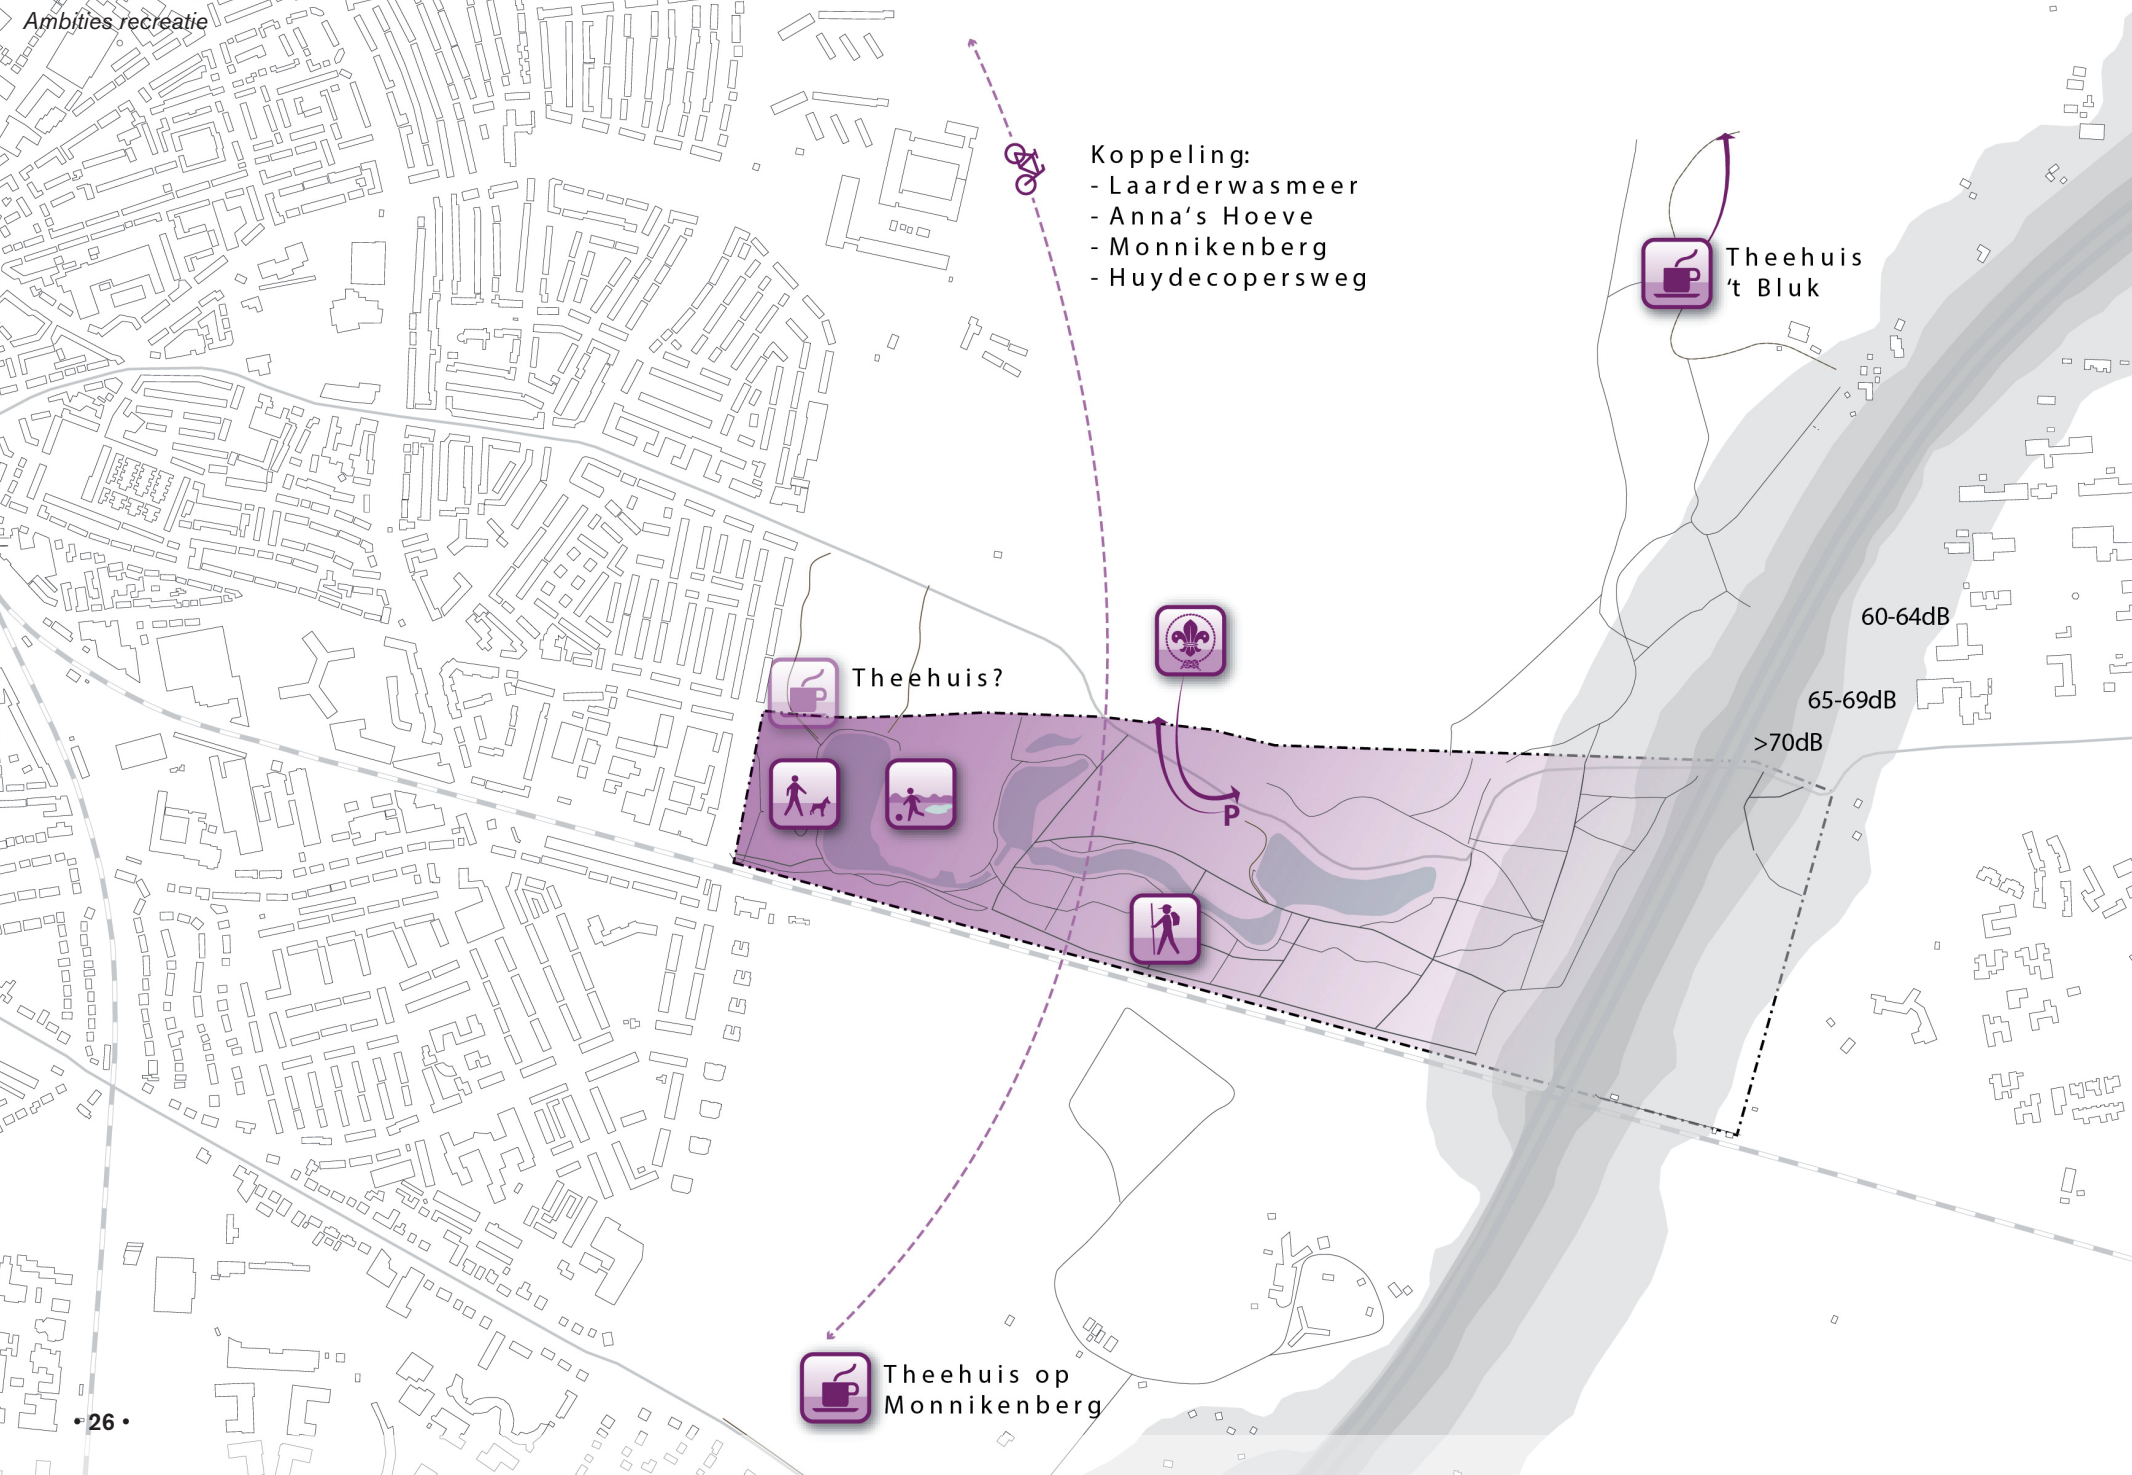 Ambities recreatie
Koppeling:
- Laarderwasmeer
- Anna‘s Hoeve
- Monnikenberg
- Huydecopersweg
Theehuis
‘t Bluk
60-64dB
65-69dB
>70dB
Theehuis?
P
Theehuis op
Monnikenberg
• 26 •